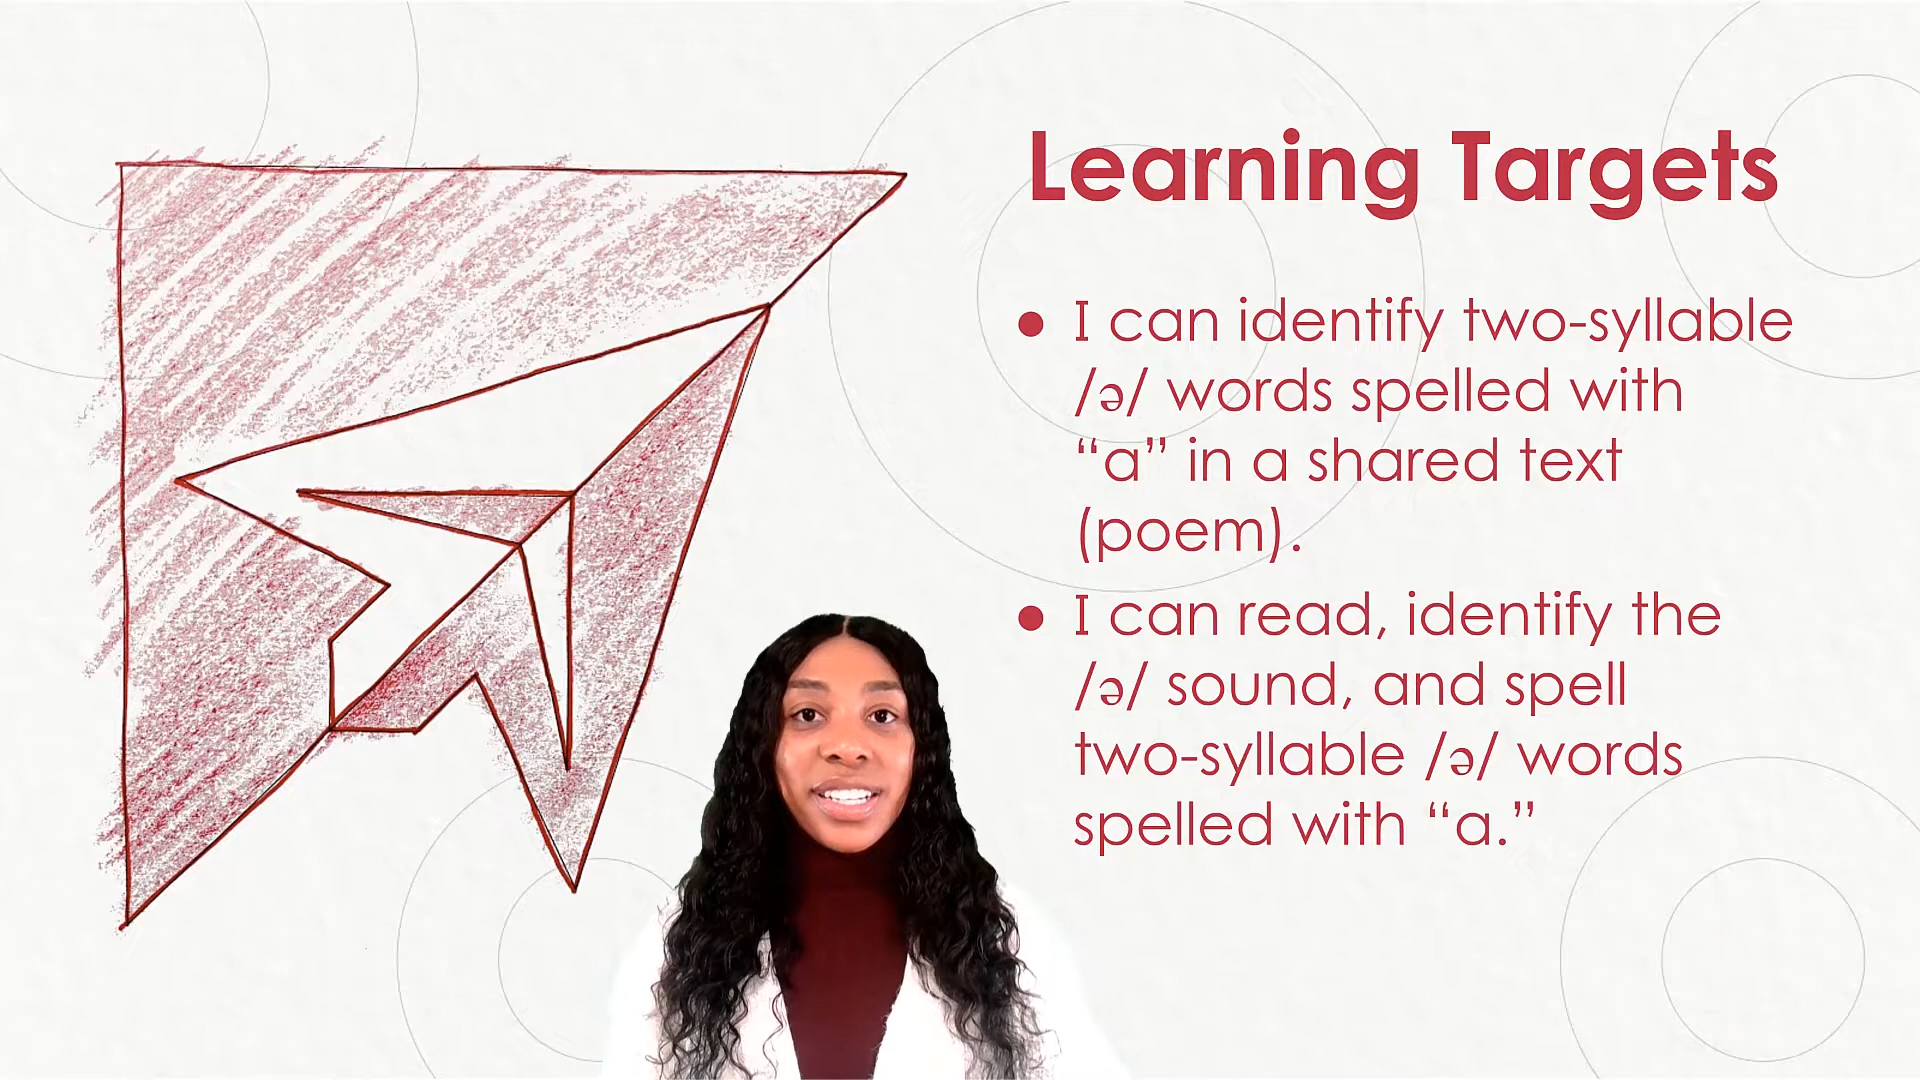 Learning Targets
● I can identify two-syllable
/ə/ words spelled with
“a” in a shared text
(poem).
● I can read, identify the
/ə/ sound, and spell
two-syllable /ə/ words
spelled with “a.”